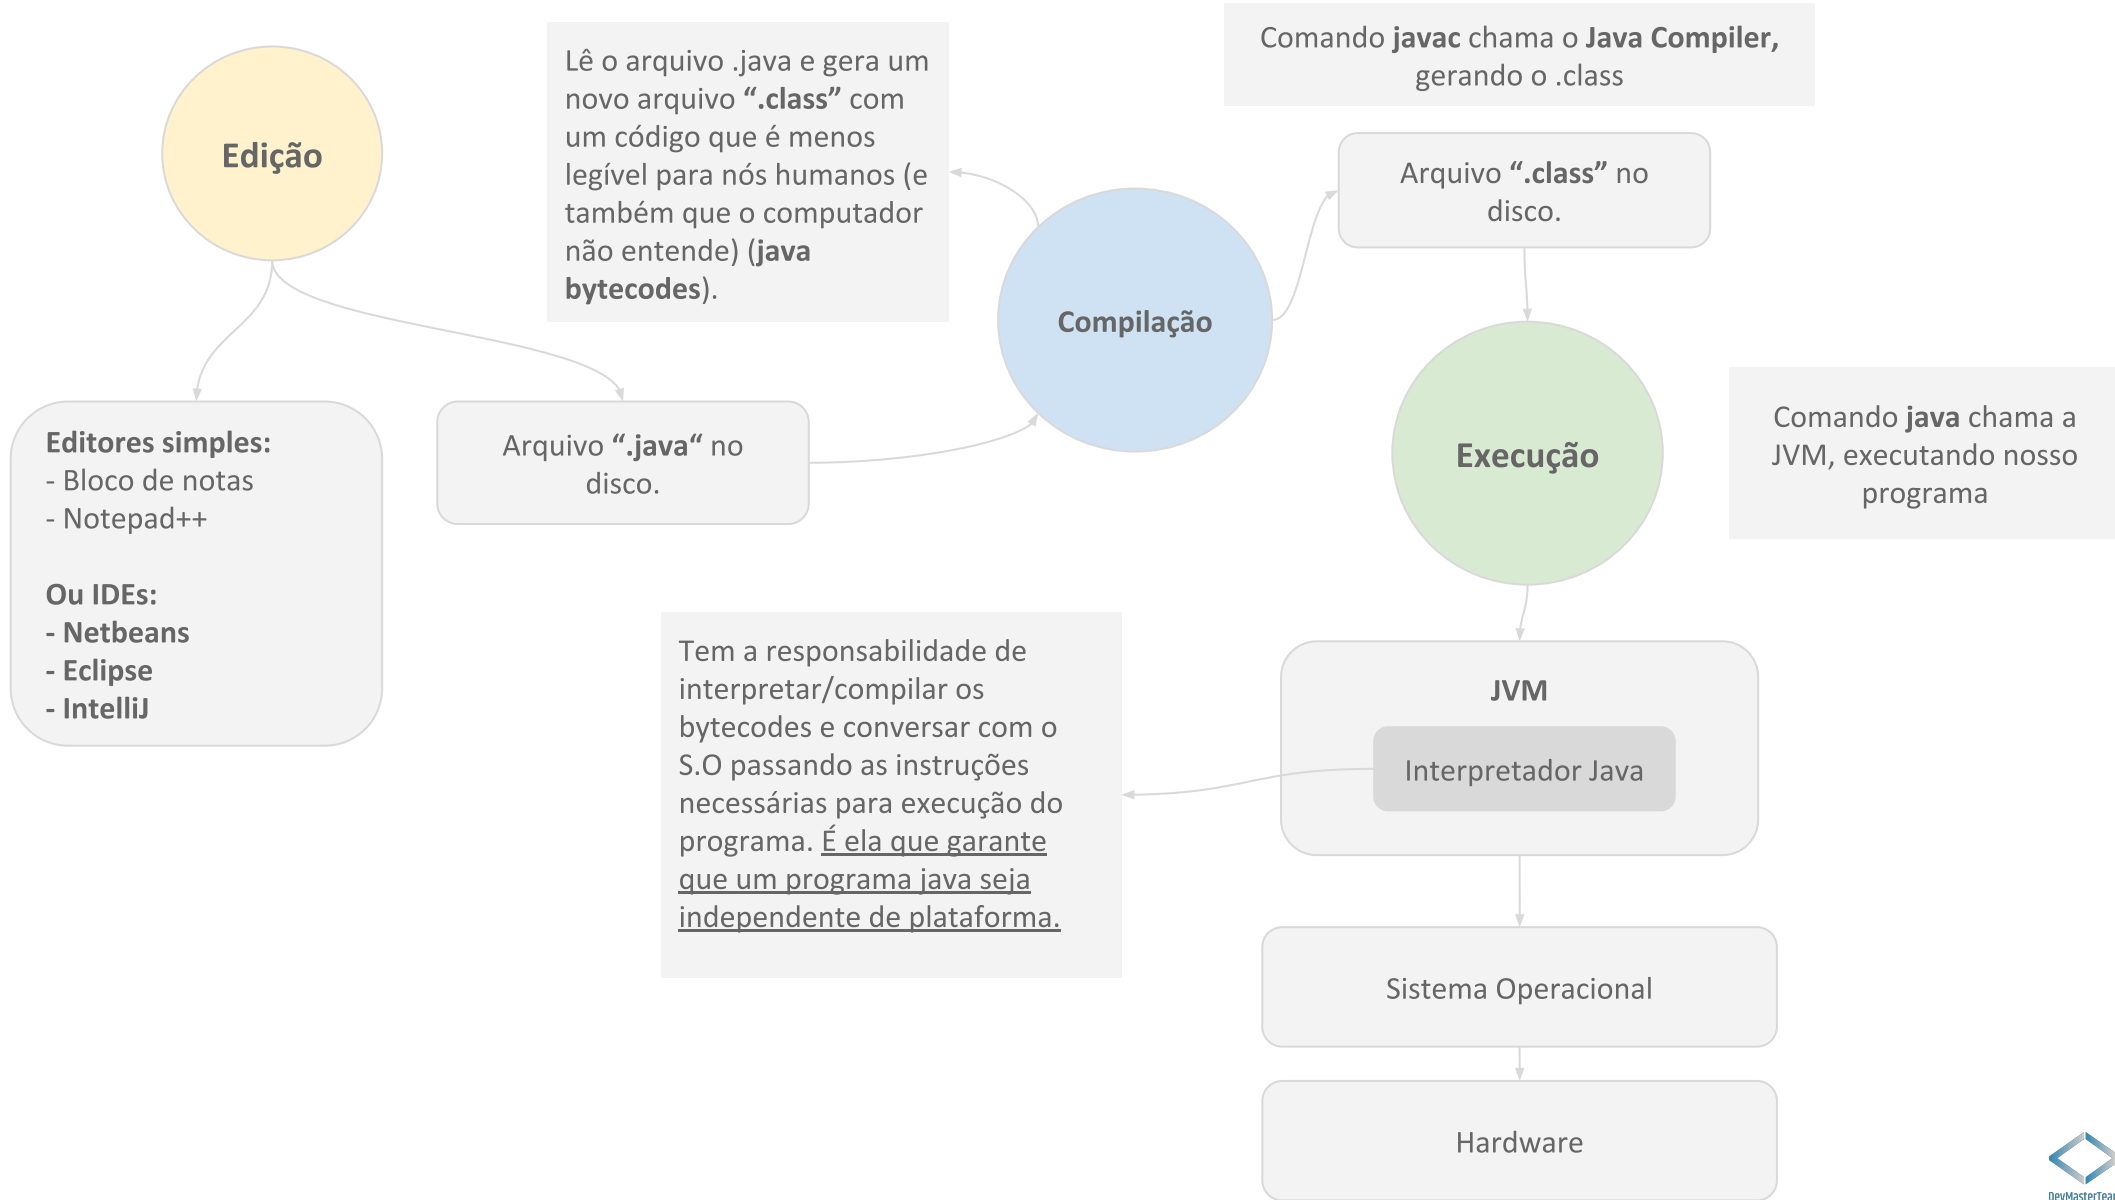 Edição
Lê o arquivo .java e gera um
novo arquivo “.class” com
um código que é menos
legível para nós humanos (e
também que o computador
não entende) (java
bytecodes).
Comando javac chama o Java Compiler,
gerando o .class
Arquivo “.class” no
disco.
Compilação
Editores simples:
- Bloco de notas
- Notepad++
Ou IDEs:
- Netbeans
- Eclipse
- IntelliJ
Arquivo “.java“ no
disco.
Execução
Comando java chama a
JVM, executando nosso
programa
Tem a responsabilidade de
interpretar/compilar os
bytecodes e conversar com o
S.O passando as instruções
necessárias para execução do
programa. É ela que garante
que um programa java seja
independente de plataforma.
JVM
Interpretador Java
Sistema Operacional
Hardware
DevMasterTea